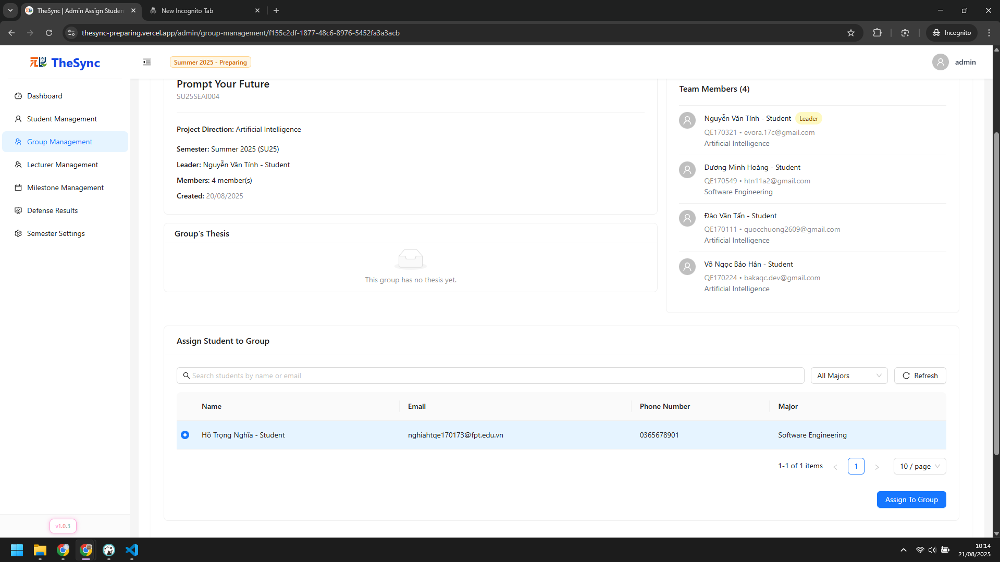 TheSync | Admin Assign Studen
New Incognito Tab
thesync-preparing.vercel.app/admin/group-management/f155c2df-1877-48c6-8976-5452fa3a3acb
Incognito
TheSync
Summer 2025 - Preparing
admin
Dashboard
Student Management
Group Management
Lecturer Management
Milestone Management
Defense Results
Semester Settings
v1.0.3
Prompt Your Future
SU25SEAI004
Project Direction: Artificial Intelligence
Semester: Summer 2025 (SU25)
Leader: Nguyễn Văn Tính - Student
Members: 4 member(s)
Created: 20/08/2025
Group's Thesis
This group has no thesis yet.
Team Members (4)
Nguyễn Văn Tính - Student Leader
QE170321 • evora.17c@gmail.com
Artificial Intelligence
Dương Minh Hoàng - Student
QE170549 • htn11a2@gmail.com
Software Engineering
Đào Văn Tấn - Student
QE170111 • quocchuong2609@gmail.com
Artificial Intelligence
Võ Ngọc Bảo Hân - Student
QE170224 • bakaqc.dev@gmail.com
Artificial Intelligence
Assign Student to Group
Search students by name or email
All Majors
Refresh
Name Email Phone Number Major
Hồ Trọng Nghĩa - Student nghiahtqe170173@fpt.edu.vn 0365678901 Software Engineering
1-1 of 1 items < 1 > 10 / page
Assign To Group
10:14
21/08/2025